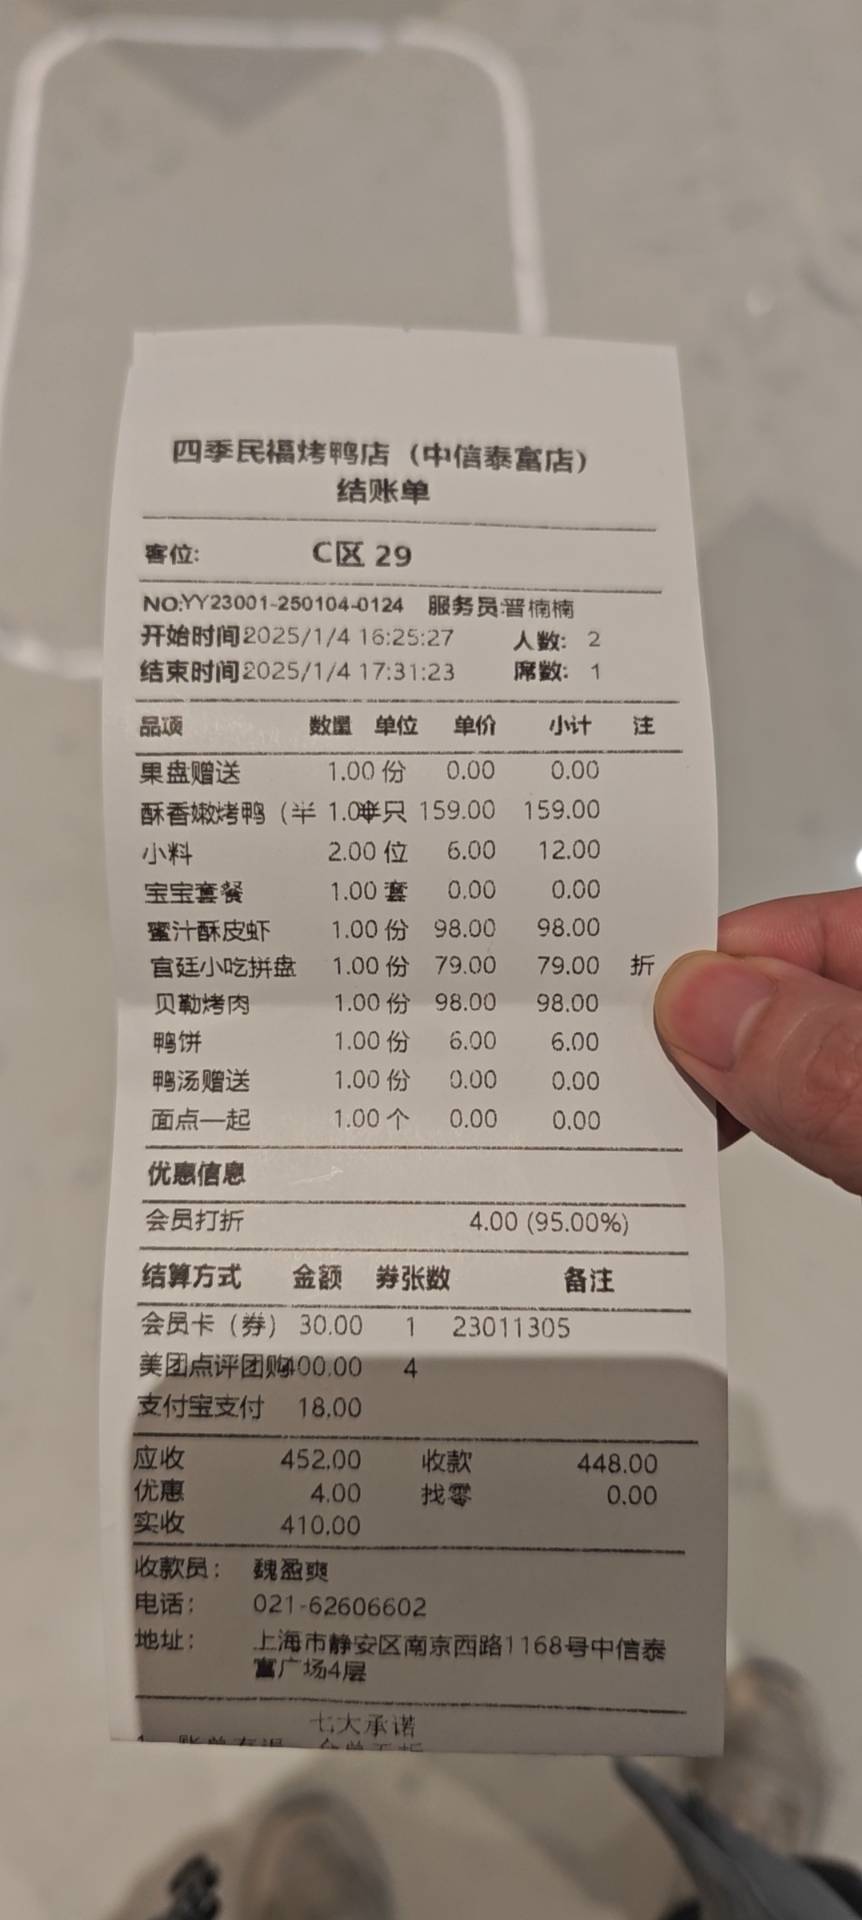 四季民福烤鸭店（中信泰富店）
结账单
客位: C区 29
NO:YY23001-250104-0124 服务员:晋楠楠
开始时间2025/1/4 16:25:27 人数: 2
结束时间2025/1/4 17:31:23 席数: 1
品项 数量 单位 单价 小计 注
果盘赠送 1.00 份 0.00 0.00
酥香嫩烤鸭（半 1.00半只 159.00 159.00
小料 2.00 位 6.00 12.00
宝宝套餐 1.00 套 0.00 0.00
蜜汁酥皮虾 1.00 份 98.00 98.00
宫廷小吃拼盘 1.00 份 79.00 79.00 折
贝勒烤肉 1.00 份 98.00 98.00
鸭饼 1.00 份 6.00 6.00
鸭汤赠送 1.00 份 0.00 0.00
面点一起 1.00 个 0.00 0.00
优惠信息
会员打折 4.00 (95.00%)
结算方式 金额 券张数 备注
会员卡（券） 30.00 1 23011305
美团点评团购400.00 4
支付宝支付 18.00
应收 452.00 收款 448.00
优惠 4.00 找零 0.00
实收 410.00
收款员： 魏盈爽
电话： 021-62606602
地址： 上海市静安区南京西路1168号中信泰
富广场4层
七大承诺